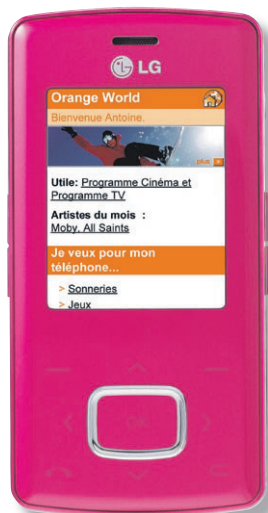 LG
Orange World
Bienvenue Antoine.
plus
Utile: Programme Cinéma et
Programme TV
Artistes du mois :
Moby, All Saints
Je veux pour mon
téléphone...
> Sonneries
> Jeux
OK